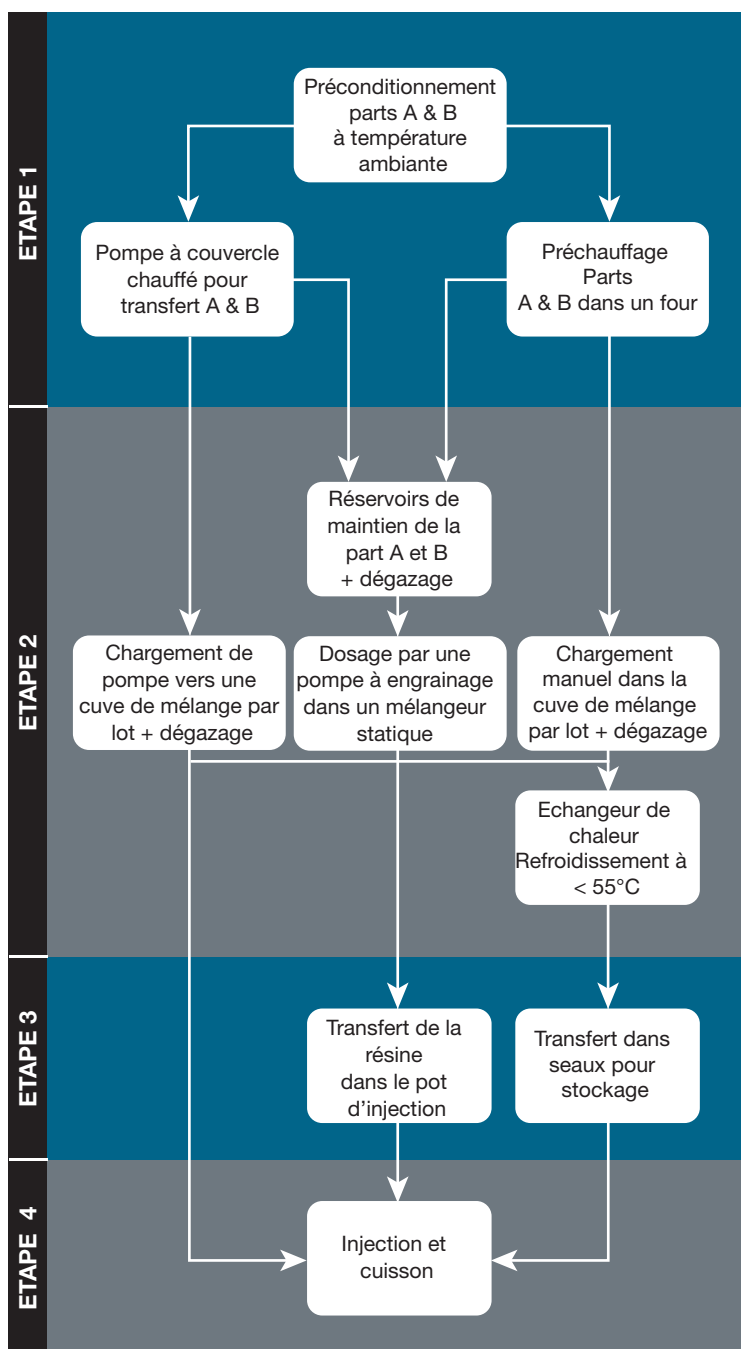 ETAPE 1
Préconditionnement
parts A & B
à température
ambiante
Pompe à couvercle
chauffé pour
transfert A & B
Préchauffage
Parts
A & B dans un four
ETAPE 2
Réservoirs de
maintien de la
part A et B
+ dégazage
Chargement de
pompe vers une
cuve de mélange par
lot + dégazage
Dosage par une
pompe à engrainage
dans un mélangeur
statique
Chargement
manuel dans la
cuve de mélange
par lot + dégazage
Echangeur de
chaleur
Refroidissement à
< 55°C
ETAPE 3
Transfert de la
résine
dans le pot
d’injection
Transfert dans
seaux pour
stockage
ETAPE 4
Injection et
cuisson